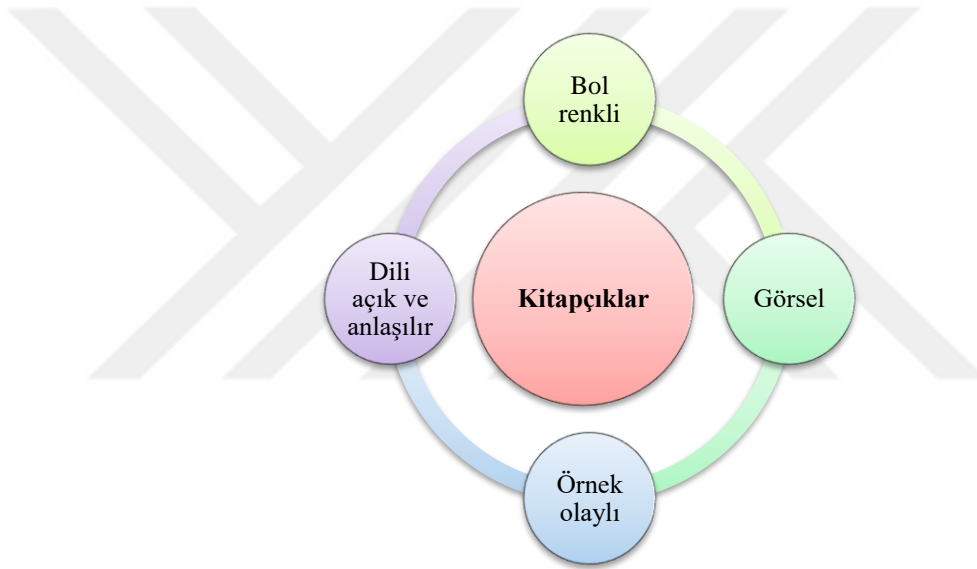 Bol
renkli
Dili
açık ve
anlaşılır
Kitapçıklar
Görsel
Örnek
olaylı